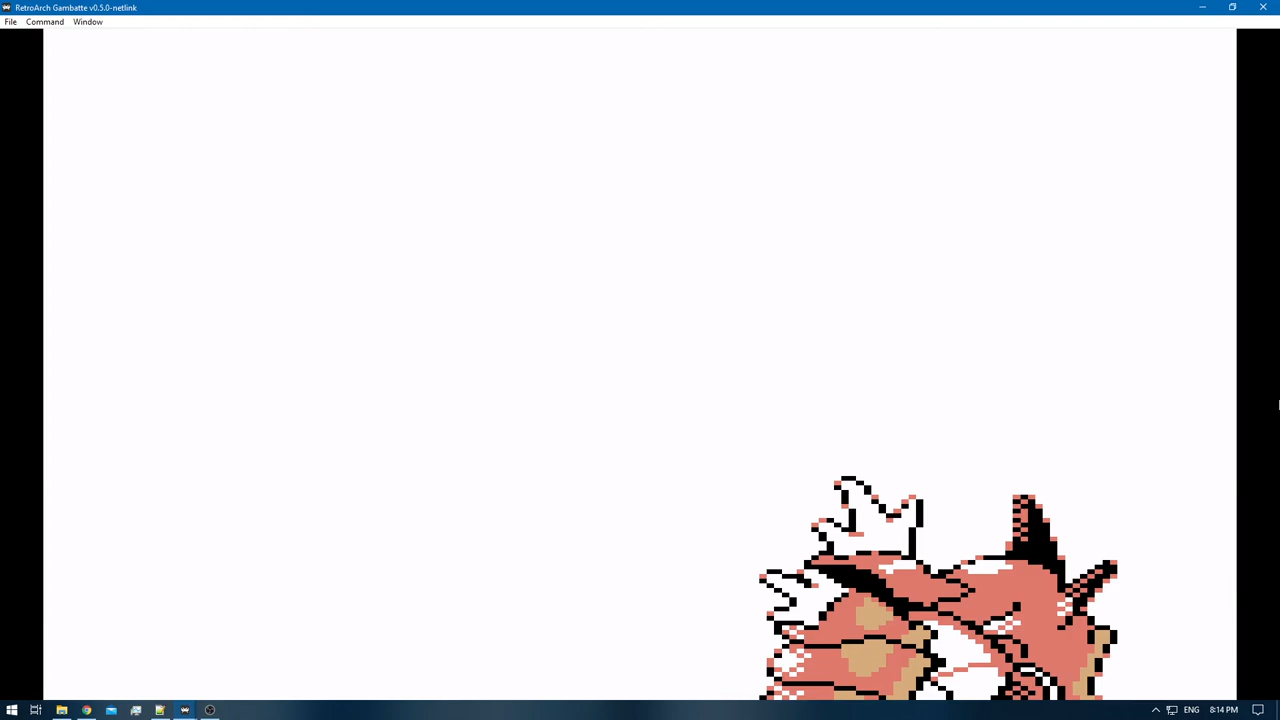 RetroArch Gambatte v0.5.0-netlink
File Command Window
ENG 8:14 PM